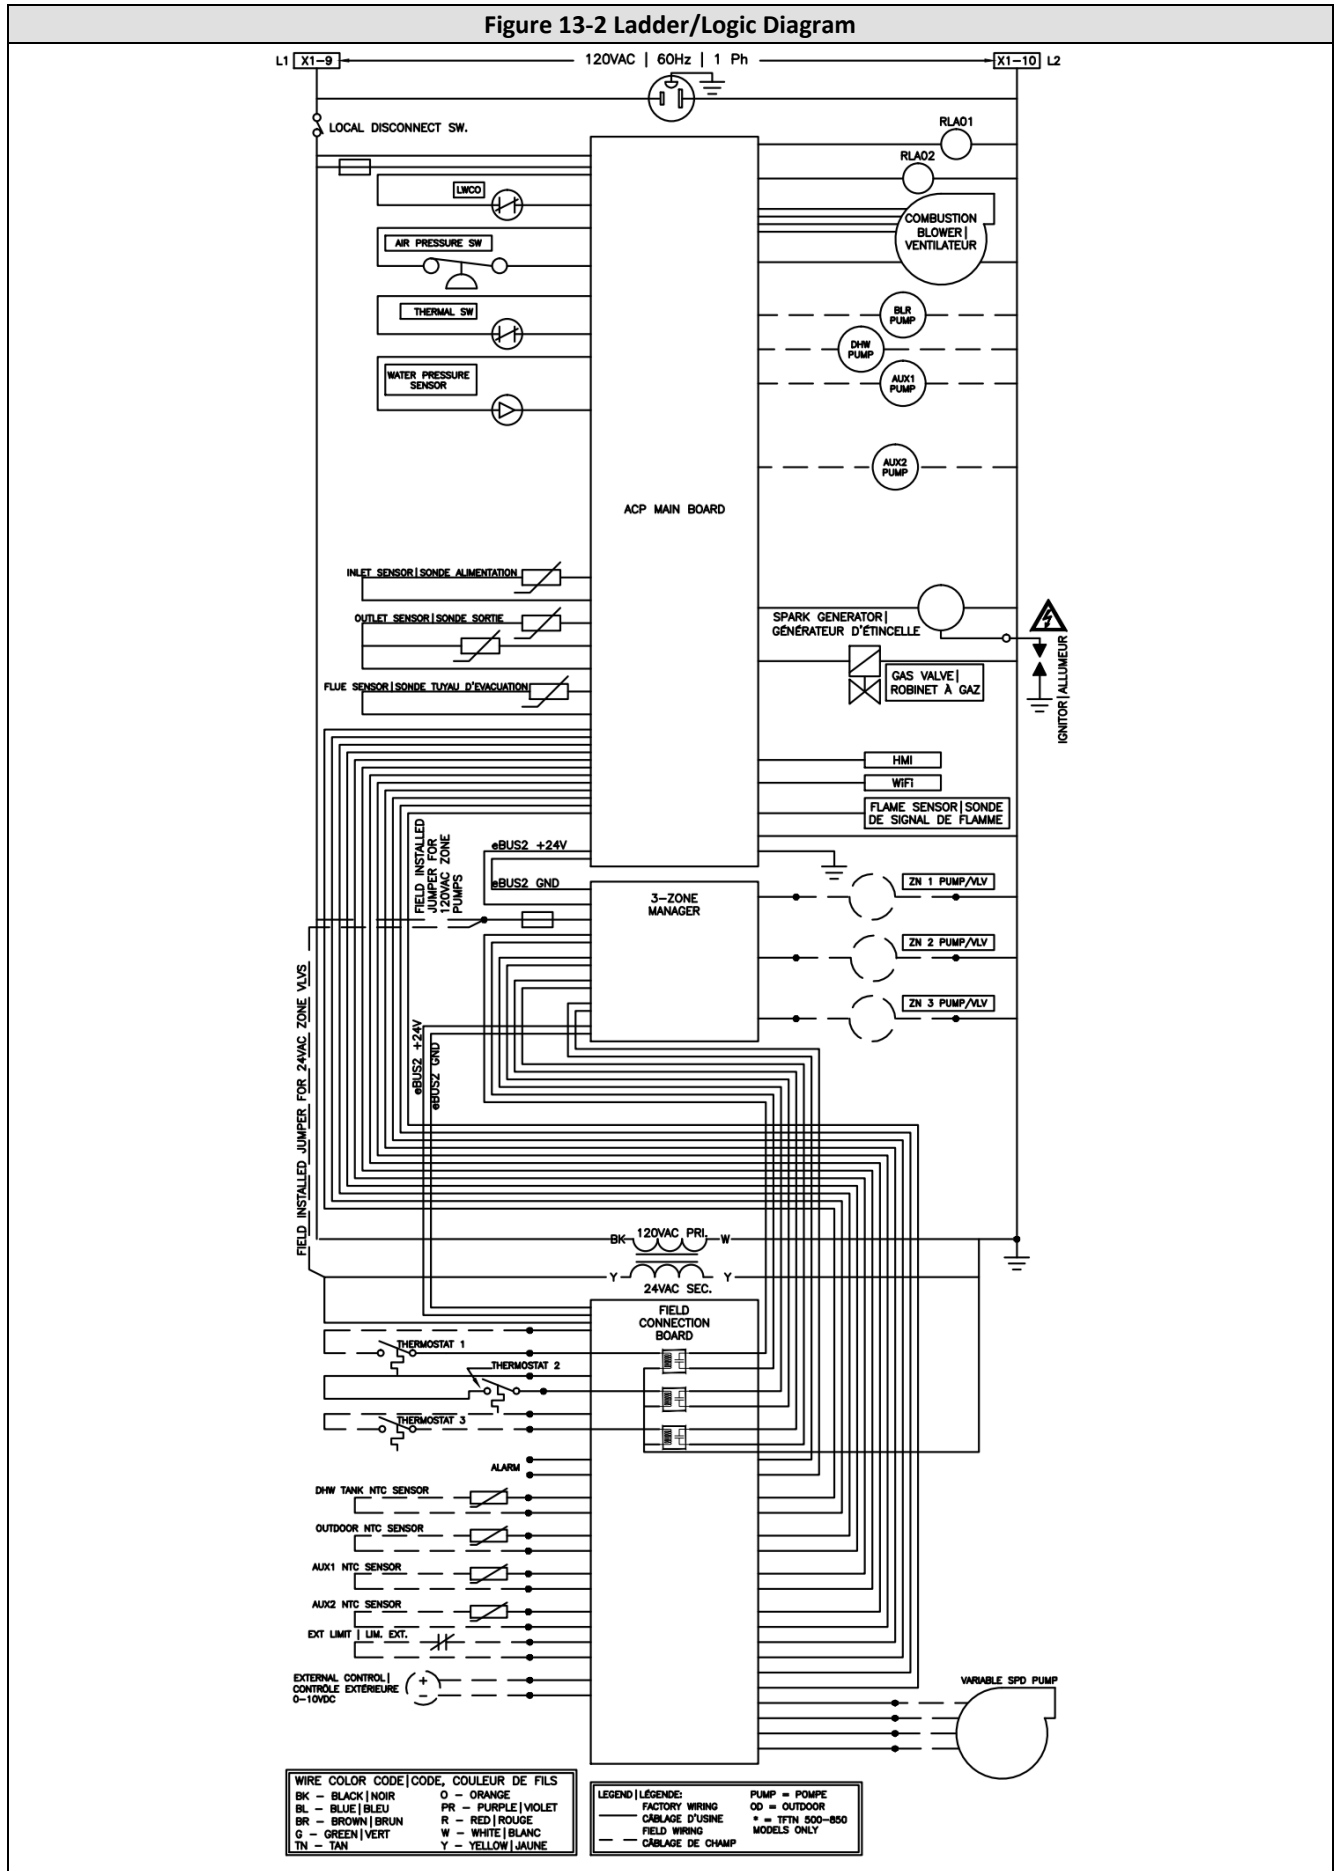 Figure 13-2 Ladder/Logic Diagram
L1 X1-9 120VAC | 60Hz | 1 Ph X1-10 L2
LOCAL DISCONNECT SW.
RLA01
RLA02
LWCO
COMBUSTION
BLOWER|
VENTILATEUR
AIR PRESSURE SW
THERMAL SW
BLR
PUMP
DHW
PUMP
WATER PRESSURE
SENSOR
AUX1
PUMP
AUX2
PUMP
ACP MAIN BOARD
INLET SENSOR|SONDE ALIMENTATION
OUTLET SENSOR|SONDE SORTIE
SPARK GENERATOR|
GÉNÉRATEUR D'ÉTINCELLE
IGNITOR|ALLUMEUR
GAS VALVE|
ROBINET À GAZ
FLUE SENSOR|SONDE TUYAU D'EVACUATION
HMI
WiFi
FLAME SENSOR|SONDE
DE SIGNAL DE FLAMME
FIELD INSTALLED
JUMPER FOR
120VAC ZONE
PUMPS
eBUS2 +24V
eBUS2 GND
3-ZONE
MANAGER
ZN 1 PUMP/VLV
ZN 2 PUMP/VLV
ZN 3 PUMP/VLV
FIELD INSTALLED JUMPER FOR 24VAC ZONE VLVS
eBUS2 +24V
eBUS2 GND
BK 120VAC PRI. W
Y Y
24VAC SEC.
FIELD
CONNECTION
BOARD
THERMOSTAT 1
THERMOSTAT 2
THERMOSTAT 3
ALARM
DHW TANK NTC SENSOR
OUTDOOR NTC SENSOR
AUX1 NTC SENSOR
AUX2 NTC SENSOR
EXT LIMIT | LIM. EXT.
EXTERNAL CONTROL|
CONTRÔLE EXTÉRIEURE
0-10VDC
+
-
VARIABLE SPD PUMP
WIRE COLOR CODE|CODE, COULEUR DE FILS
BK - BLACK|NOIR O - ORANGE
BL - BLUE|BLEU PR - PURPLE|VIOLET
BR - BROWN|BRUN R - RED|ROUGE
G - GREEN|VERT W - WHITE|BLANC
TN - TAN Y - YELLOW|JAUNE
LEGEND|LÉGENDE: PUMP = POMPE
FACTORY WIRING OD = OUTDOOR
CÂBLAGE D'USINE * = TFTN 500-850
FIELD WIRING MODELS ONLY
CÂBLAGE DE CHAMP